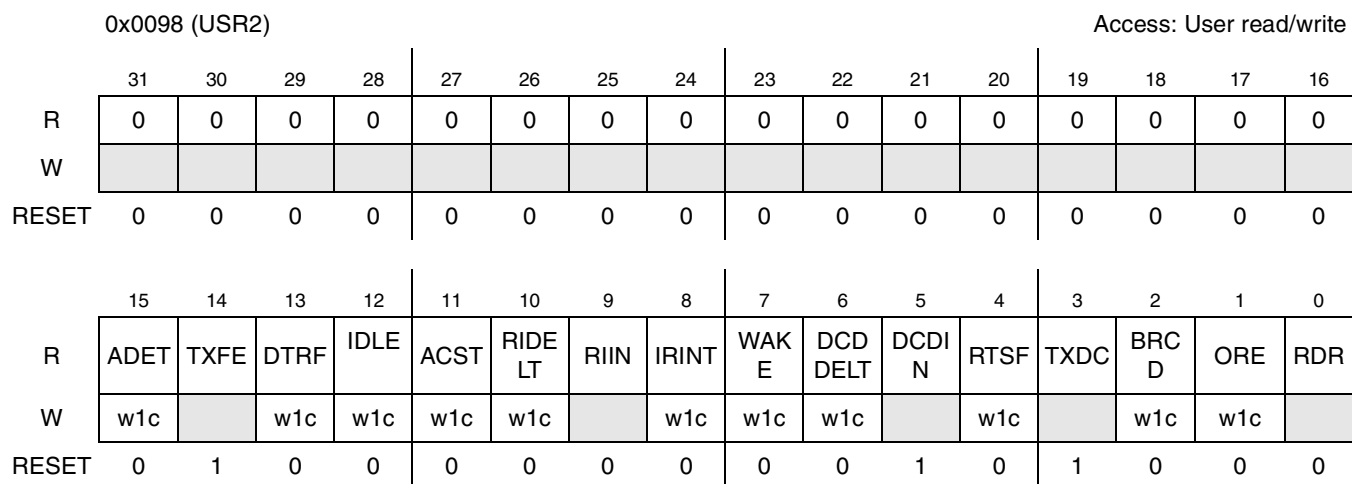 0x0098 (USR2) Access: User read/write
31 30 29 28 27 26 25 24 23 22 21 20 19 18 17 16
R 0 0 0 0 0 0 0 0 0 0 0 0 0 0 0 0
W
RESET 0 0 0 0 0 0 0 0 0 0 0 0 0 0 0 0
15 14 13 12 11 10 9 8 7 6 5 4 3 2 1 0
R ADET TXFE DTRF IDLE ACST RIDE LT RIIN IRINT WAK E DCD DELT DCDI N RTSF TXDC BRC D ORE RDR
W w1c w1c w1c w1c w1c w1c w1c w1c w1c w1c w1c
RESET 0 1 0 0 0 0 0 0 0 0 1 0 1 0 0 0